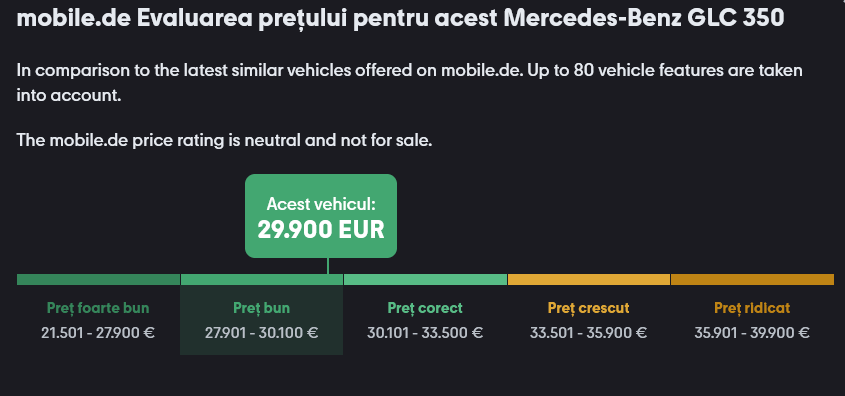 mobile.de Evaluarea prețului pentru acest Mercedes-Benz GLC 350
In comparison to the latest similar vehicles offered on mobile.de. Up to 80 vehicle features are taken
into account.
The mobile.de price rating is neutral and not for sale.
Acest vehicul:
29.900 EUR
Preț foarte bun
21.501 - 27.900 €
Preț bun
27.901 - 30.100 €
Preț corect
30.101 - 33.500 €
Preț crescut
33.501 - 35.900 €
Preț ridicat
35.901 - 39.900 €